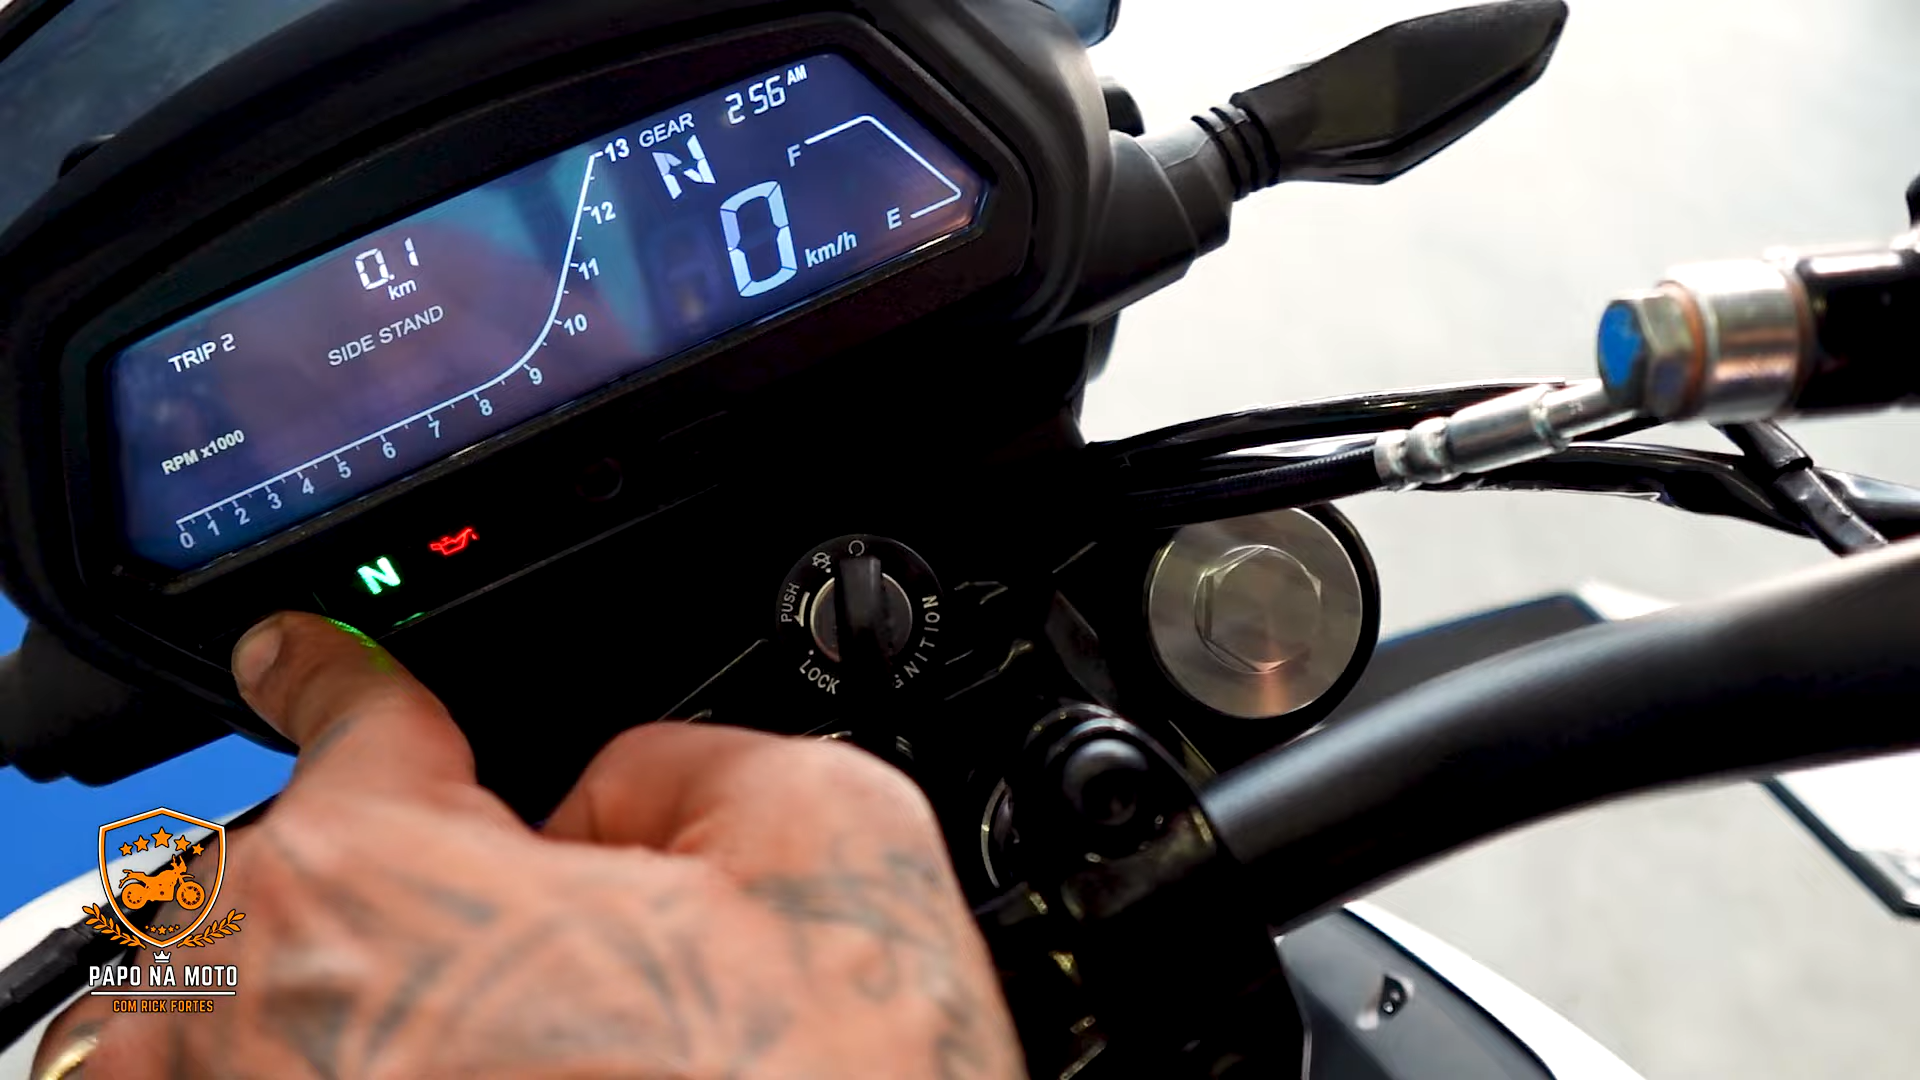 2:56 AM
GEAR
N
13
12
11
10
9
8
7
6
5
4
3
2
1
0
F
E
0 km/h
0.1
km
SIDE STAND
TRIP 2
RPM x1000
N
PUSH
LOCK
IGNITION
PAPO NA MOTO
COM RICK FORTES